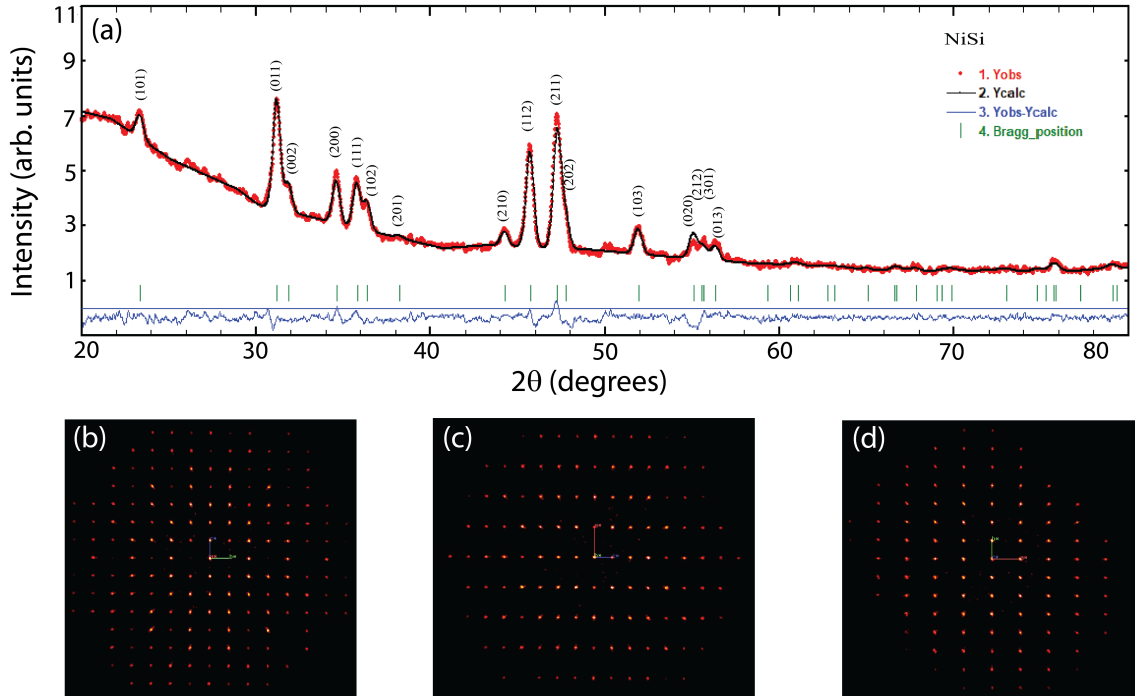 (a)
NiSi
1. Yobs
2. Ycalc
3. Yobs-Ycalc
4. Bragg_position
Intensity (arb. units)
11
9
7
5
3
1
(101)
(011)
(002)
(200)
(111)
(102)
(201)
(210)
(112)
(211)
(202)
(103)
(020)
(212)
(301)
(013)
20 30 40 50 60 70 80
2θ (degrees)
(b) (c) (d)